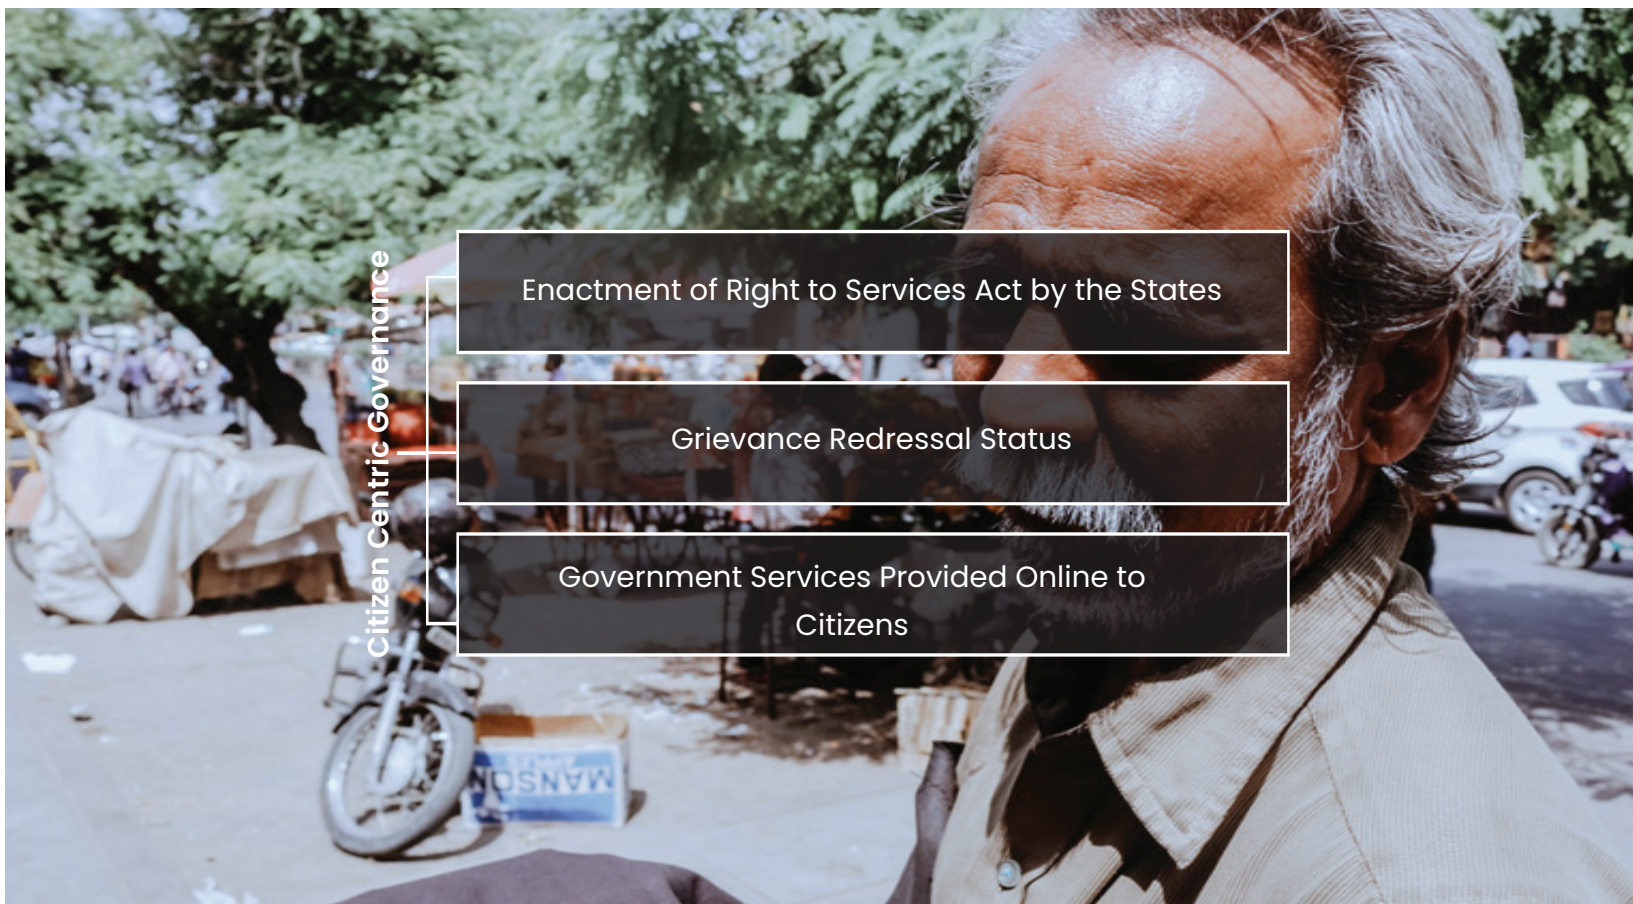 Citizen Centric Governance
Enactment of Right to Services Act by the States
Grievance Redressal Status
Government Services Provided Online to
Citizens
MANSON